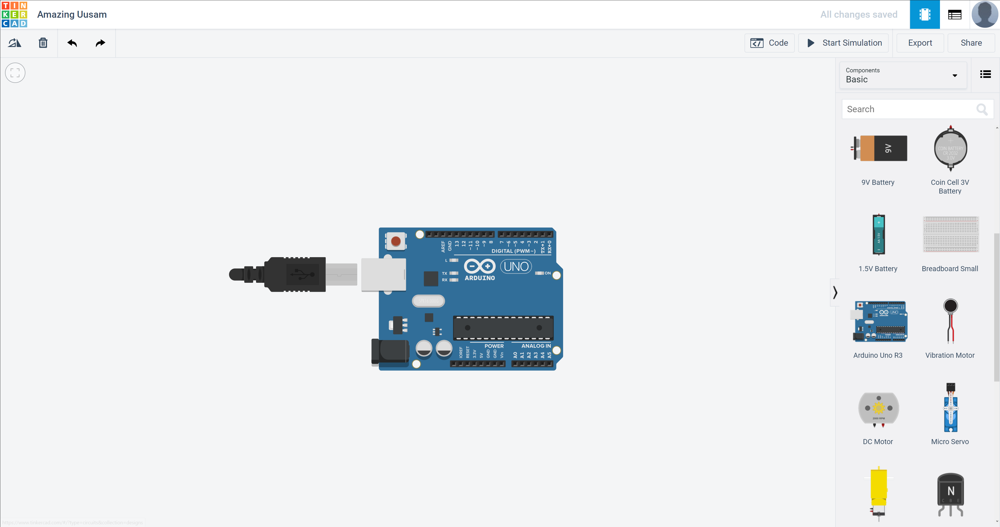 TIN
KER
CAD
Amazing Uusam
All changes saved
Code
Start Simulation
Export
Share
Components
Basic
Search
9V
COIN BATTERY
CR 2032
3.0V
9V Battery
Coin Cell 3V
Battery
+
AA 1.5V
1.5V Battery
Breadboard Small
AREF
GND
13
12
~11
~10
~9
8
7
~6
~5
4
~3
2
TX→1
RX←0
DIGITAL (PWM~)
L
TX
RX
ARDUINO
UNO
ON
POWER
ANALOG IN
IOREF
RESET
3.3V
5V
GND
GND
Vin
A0
A1
A2
A3
A4
A5
UNO
Arduino Uno R3
Vibration Motor
2000 RPM
DC Motor
Micro Servo
N
C B E
https://www.tinkercad.com/#/?type=circuits&collection=designs